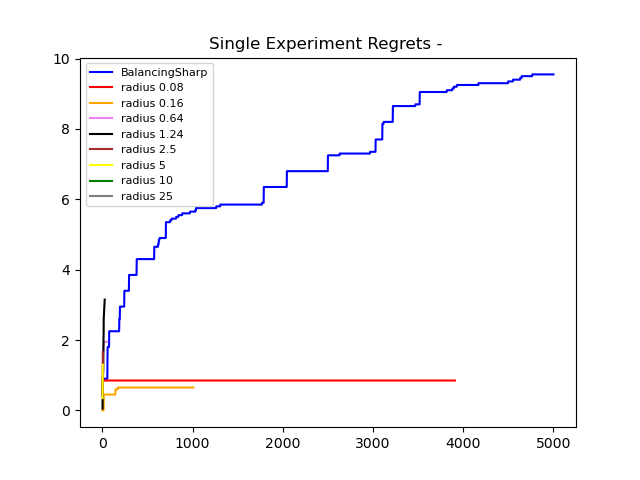 Single Experiment Regrets -
10
8
6
4
2
0
BalancingSharp
radius 0.08
radius 0.16
radius 0.64
radius 1.24
radius 2.5
radius 5
radius 10
radius 25
0 1000 2000 3000 4000 5000